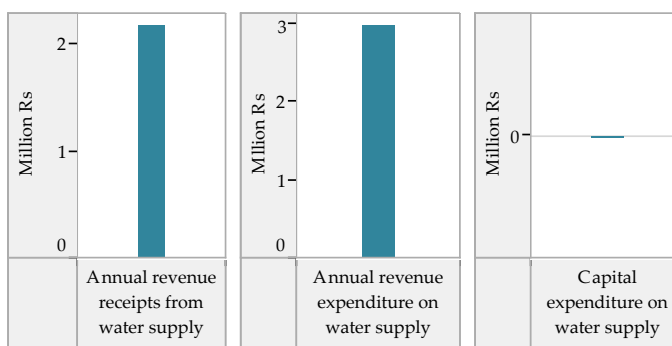 Million Rs
2
1
0
Annual revenue
receipts from
water supply
Million Rs
3
2
1
0
Annual revenue
expenditure on
water supply
Million Rs
0
Capital
expenditure on
water supply